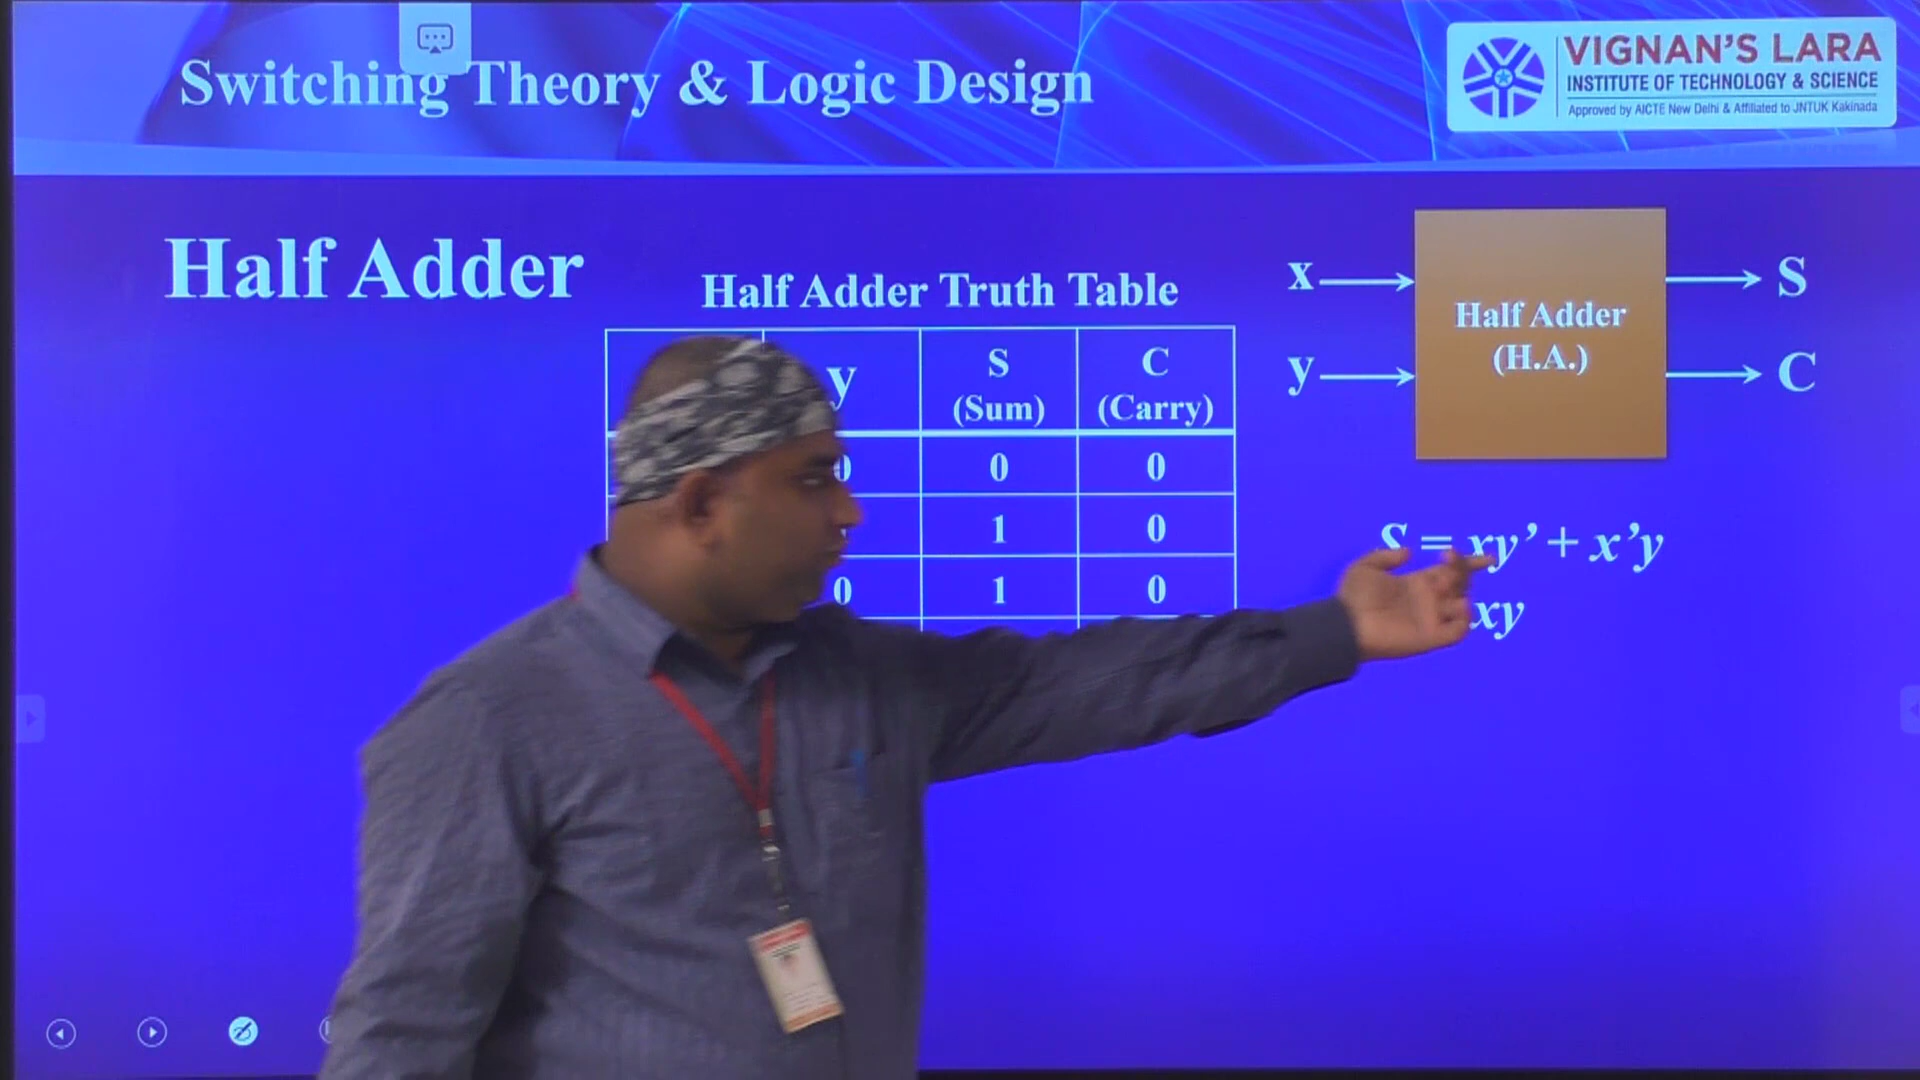 Switching Theory & Logic Design
VIGNAN'S LARA
INSTITUTE OF TECHNOLOGY & SCIENCE
Approved by AICTE New Delhi & Affiliated to JNTUK Kakinada
Half Adder
Half Adder Truth Table
y S (Sum) C (Carry)
0 0 0
1 0
0 1 0
x
y
Half Adder
(H.A.)
S
C
S = xy’ + x’y
xy